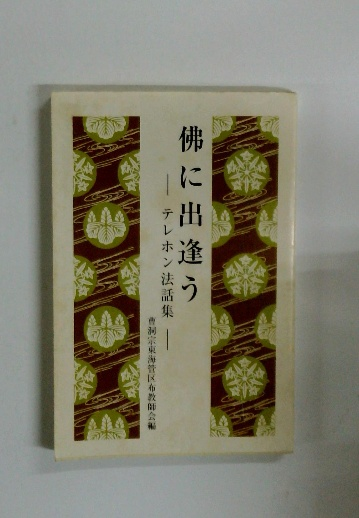 佛に出逢う
―テレホン法話集―
曹洞宗東海管区布教師会編